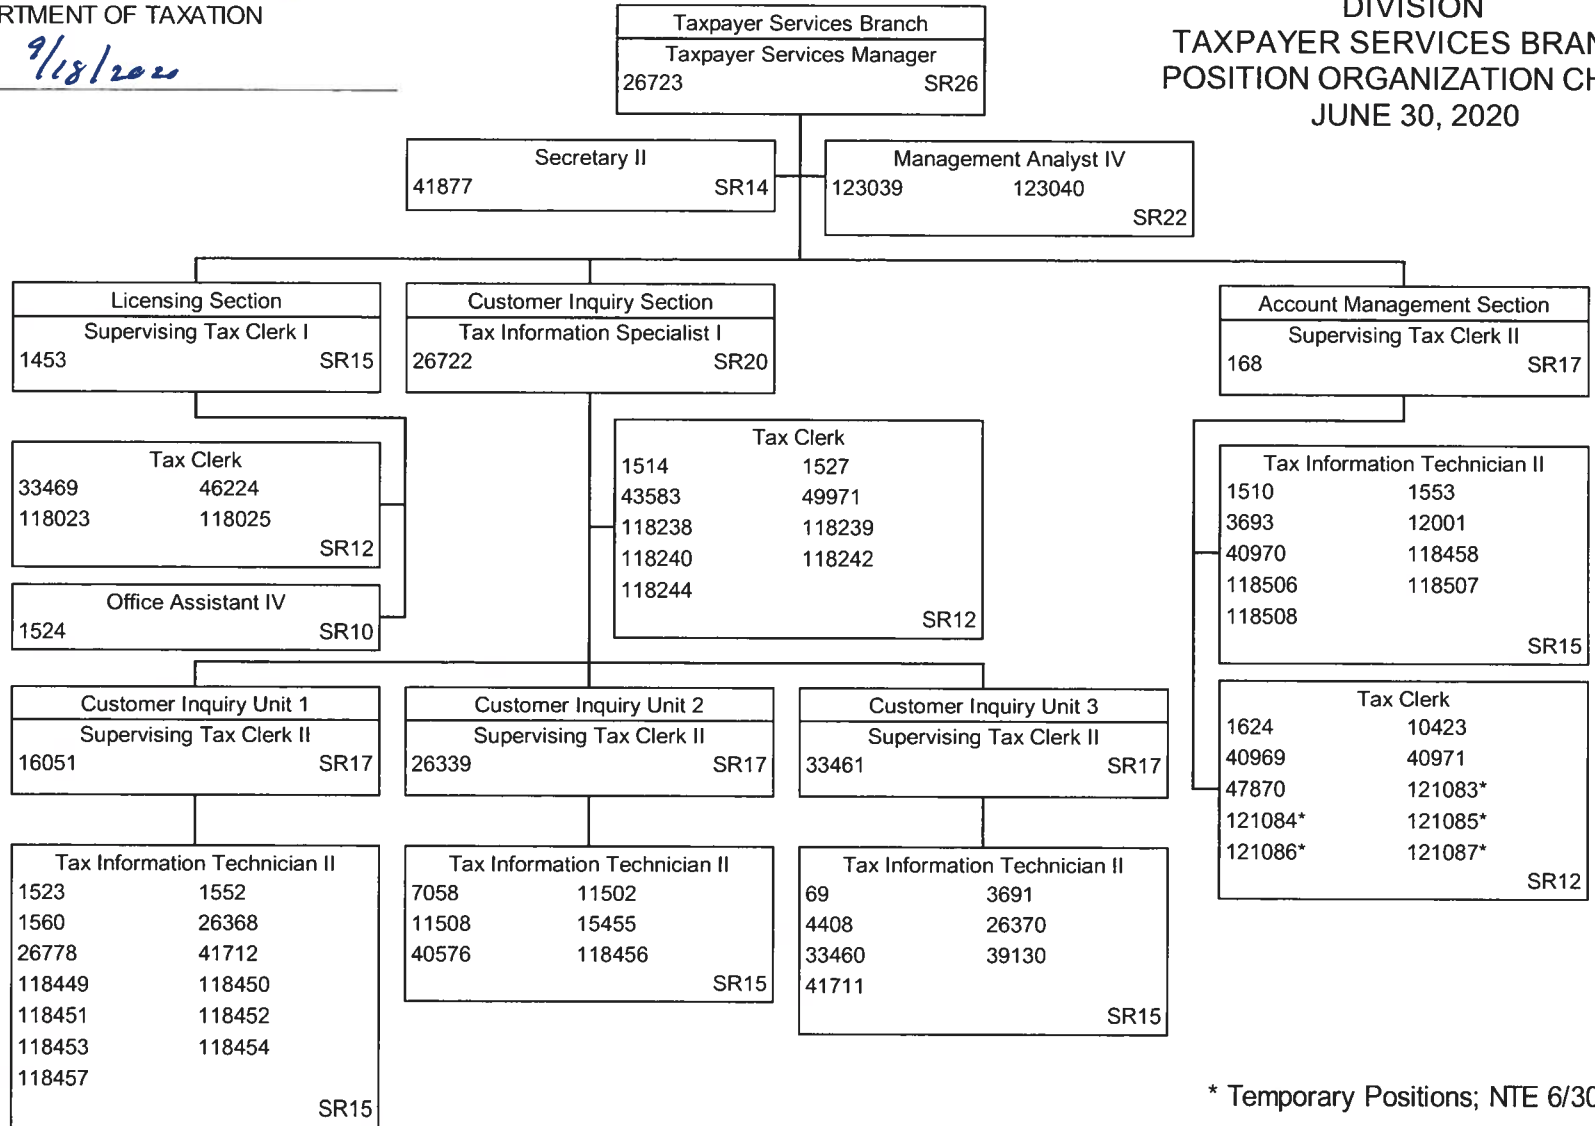 DEPARTMENT OF TAXATION
9/18/2020
DIVISION
TAXPAYER SERVICES
POSITION ORGANIZATION
JUNE 30, 2020
Taxpayer Services Branch
Taxpayer Services Manager
26723 SR26
Secretary II
41877 SR14
Management Analyst IV
123039 123040
SR22
Licensing Section
Supervising Tax Clerk I
1453 SR15
Customer Inquiry Section
Tax Information Specialist I
26722 SR20
Account Management Section
Supervising Tax Clerk II
168 SR17
Tax Clerk
33469 46224
118023 118025
SR12
Office Assistant IV
1524 SR10
Tax Clerk
1514 1527
43583 49971
118238 118239
118240 118242
118244
SR12
Tax Information Technician II
1510 1553
3693 12001
40970 118458
118506 118507
118508
SR15
Tax Clerk
1624 10423
40969 40971
47870 121083*
121084* 121085*
121086* 121087*
SR12
Customer Inquiry Unit 1
Supervising Tax Clerk II
16051 SR17
Customer Inquiry Unit 2
Supervising Tax Clerk II
26339 SR17
Customer Inquiry Unit 3
Supervising Tax Clerk II
33461 SR17
Tax Information Technician II
1523 1552
1560 26368
26778 41712
118449 118450
118451 118452
118453 118454
118457
SR15
Tax Information Technician II
7058 11502
11508 15455
40576 118456
SR15
Tax Information Technician II
69 3691
4408 26370
33460 39130
41711
SR15
* Temporary Positions; NTE 6/30